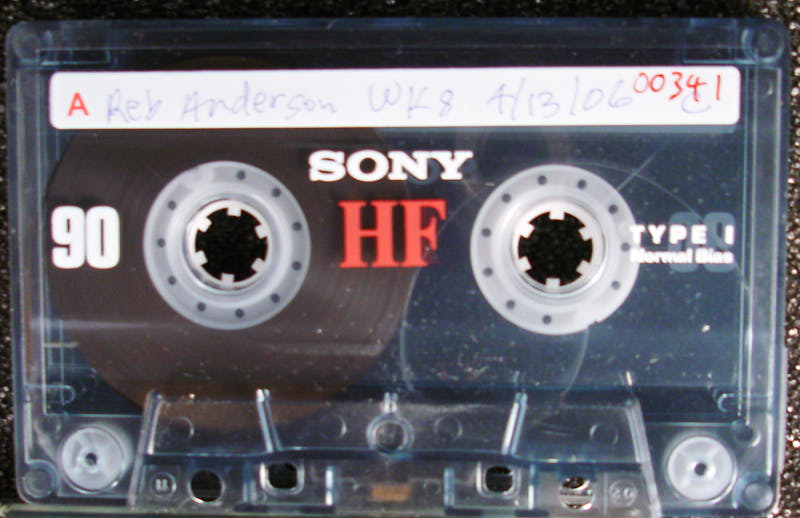 A Reb Anderson WK8 4/13/06 00341
SONY
90 HF TYPE I
Normal Bias